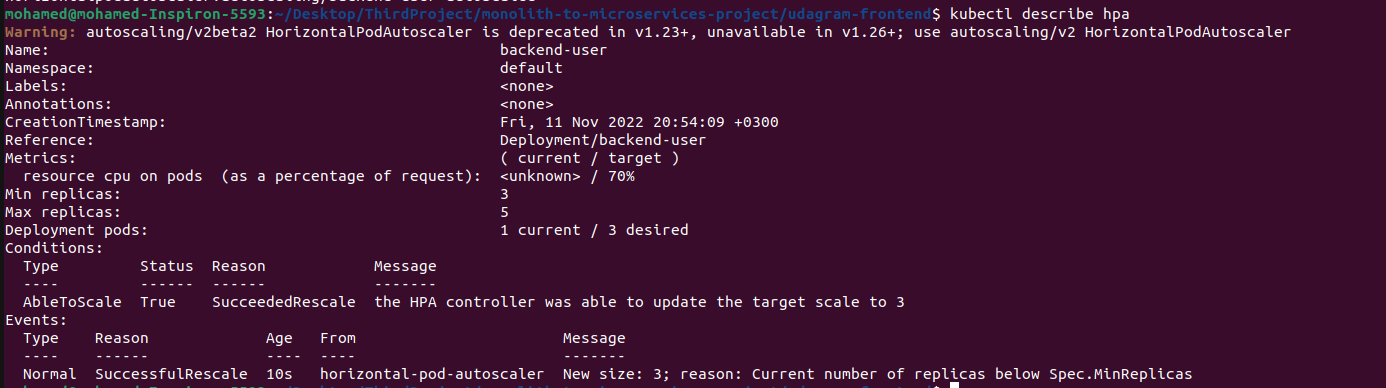 mohamed@mohamed-Inspiron-5593:~/Desktop/ThirdProject/monolith-to-microservices-project/udagram-frontend$ kubectl describe hpa
Warning: autoscaling/v2beta2 HorizontalPodAutoscaler is deprecated in v1.23+, unavailable in v1.26+; use autoscaling/v2 HorizontalPodAutoscaler
Name: backend-user
Namespace: default
Labels: <none>
Annotations: <none>
CreationTimestamp: Fri, 11 Nov 2022 20:54:09 +0300
Reference: Deployment/backend-user
Metrics: ( current / target )
resource cpu on pods (as a percentage of request): <unknown> / 70%
Min replicas: 3
Max replicas: 5
Deployment pods: 1 current / 3 desired
Conditions:
Type Status Reason Message
---- ------ ------ -------
AbleToScale True SucceededRescale the HPA controller was able to update the target scale to 3
Events:
Type Reason Age From Message
---- ------ ---- ---- -------
Normal SuccessfulRescale 10s horizontal-pod-autoscaler New size: 3; reason: Current number of replicas below Spec.MinReplicas